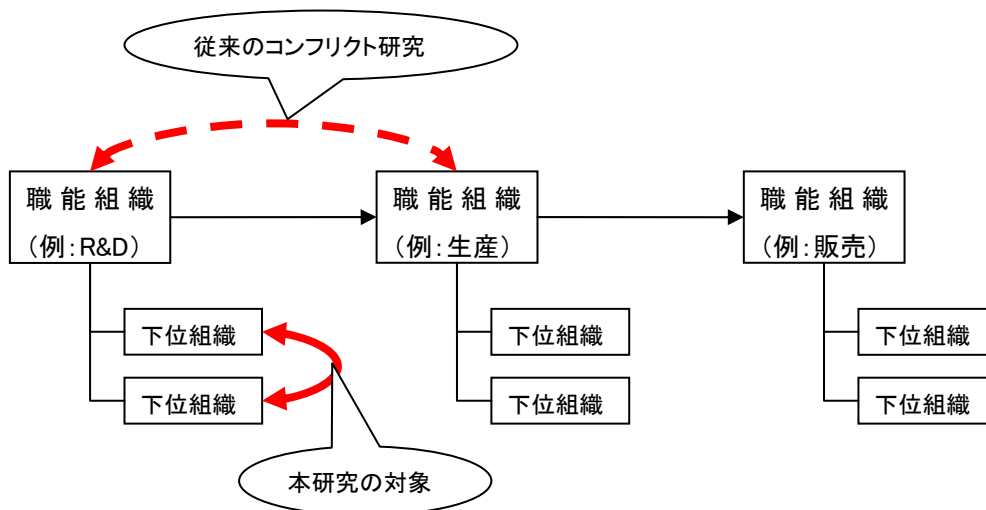 従来のコンフリクト研究
職能組織
(例:R&D)
職能組織
(例:生産)
職能組織
(例:販売)
下位組織
下位組織
下位組織
下位組織
下位組織
下位組織
本研究の対象